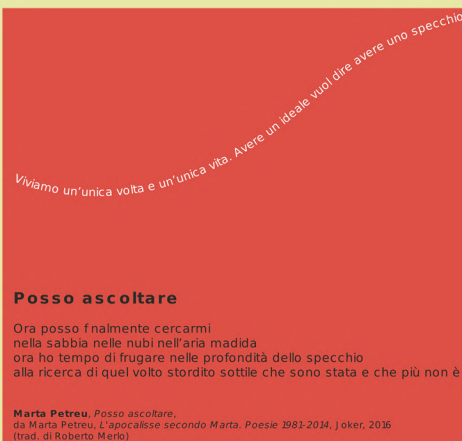 Viviamo un'unica volta e un'unica vita. Avere un ideale vuol dire avere uno specchio
Posso ascoltare
Ora posso f nalmente cercarmi
nella sabbia nelle nubi nell'aria madida
ora ho tempo di frugare nelle profondità dello specchio
alla ricerca di quel volto stordito sottile che sono stata e che più non è
Marta Petreu, Posso ascoltare,
da Marta Petreu, L'apocalisse secondo Marta. Poesie 1981-2014, Joker, 2016
(trad. di Roberto Merlo)